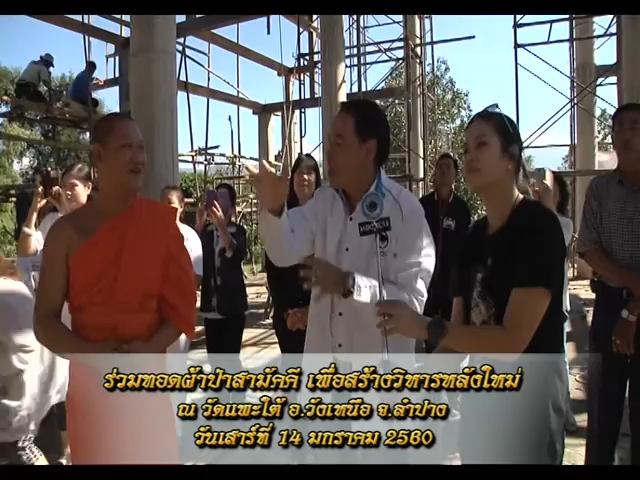 ร่วมทอดผ้าป่าสามัคคี เพื่อสร้างวิหารหลังใหม่
ณ วัดแพะใต้ อ.วังเหนือ จ.ลำปาง
วันเสาร์ที่ 14 มกราคม 2560